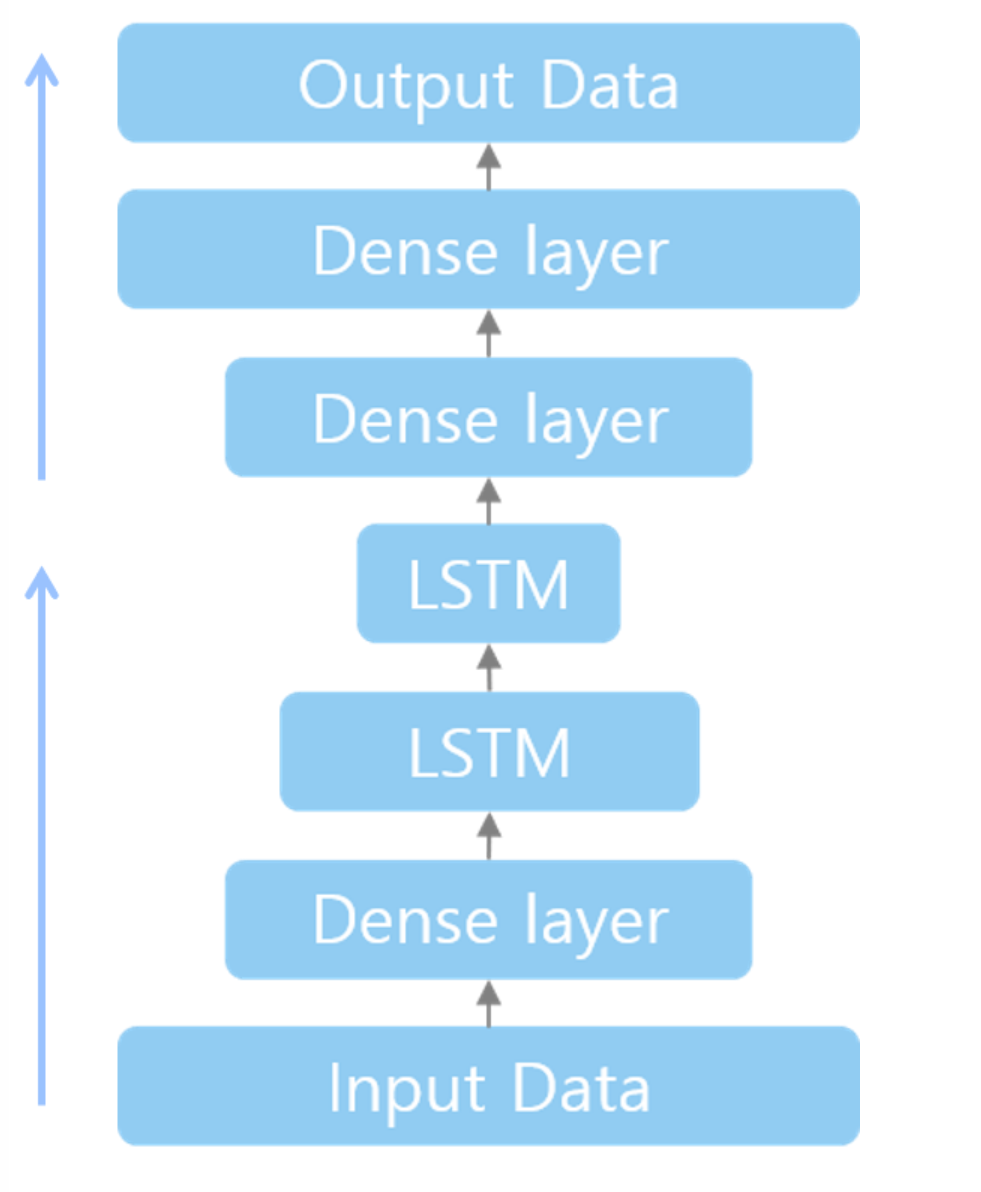 Output Data
Dense layer
Dense layer
LSTM
LSTM
Dense layer
Input Data